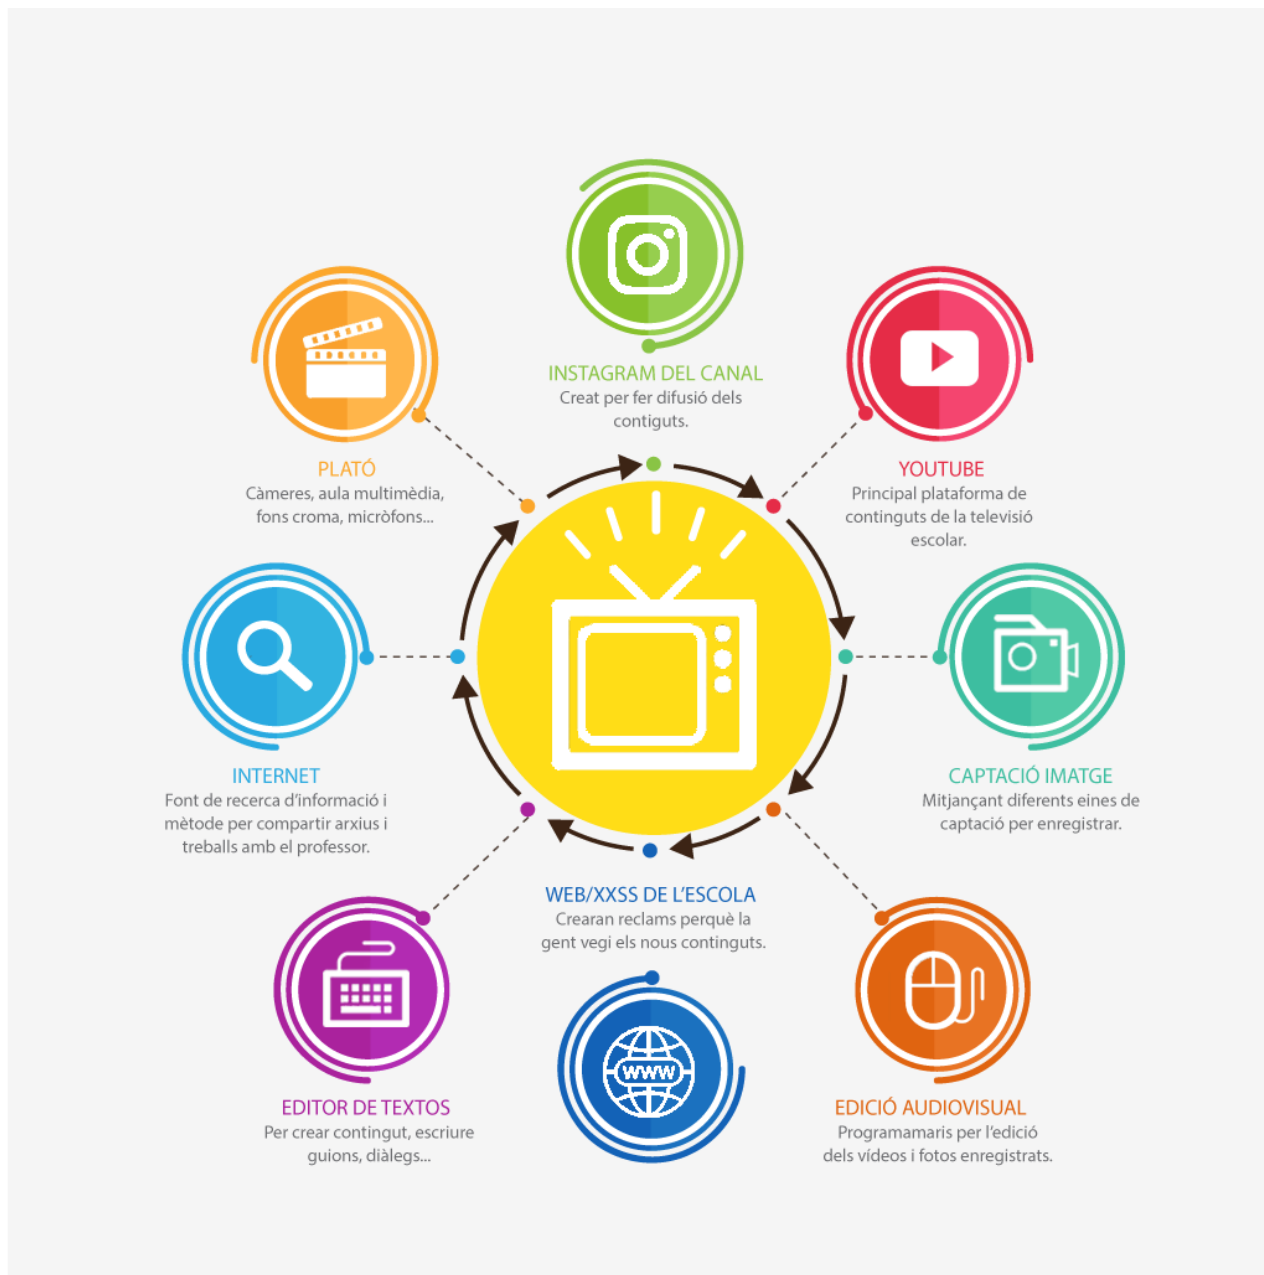 INSTAGRAM DEL CANAL
Creat per fer difusió dels
contiguts.
PLATÓ
Càmeres, aula multimèdia,
fons croma, micròfons...
YOUTUBE
Principal plataforma de
continguts de la televisió
escolar.
INTERNET
Font de recerca d'informació i
mètode per compartir arxius i
treballs amb el professor.
CAPTACIÓ IMATGE
Mitjançant diferents eines de
captació per enregistrar.
WEB/XXSS DE L'ESCOLA
Crearan reclams perquè la
gent vegi els nous continguts.
WWW
EDITOR DE TEXTOS
Per crear contingut, escriure
guions, diàlegs...
EDICIÓ AUDIOVISUAL
Programamaris per l'edició
dels vídeos i fotos enregistrats.